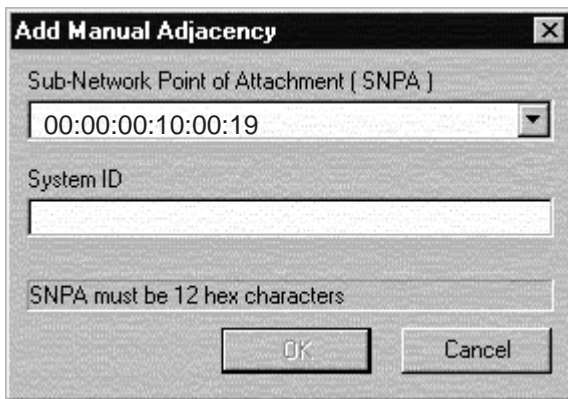 Add Manual Adjacency
Sub-Network Point of Attachment ( SNPA )
00:00:00:10:00:19
System ID
SNPA must be 12 hex characters
OK Cancel